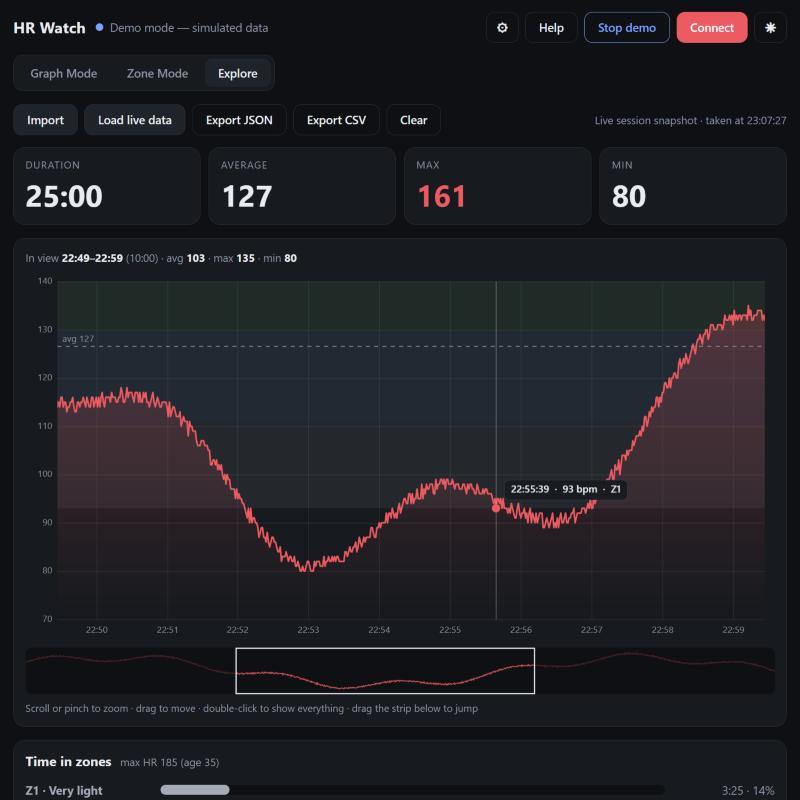 HR Watch Demo mode — simulated data Help Stop demo Connect
Graph Mode Zone Mode Explore
Import Load live data Export JSON Export CSV Clear Live session snapshot · taken at 23:07:27
DURATION AVERAGE MAX MIN
25:00 127 161 80
In view 22:49–22:59 (10:00) · avg 103 · max 135 · min 80
140
130
avg 127
120
110
100
22:55:39 · 93 bpm · Z1
90
80
70
22:50 22:51 22:52 22:53 22:54 22:55 22:56 22:57 22:58 22:59
Scroll or pinch to zoom · drag to move · double-click to show everything · drag the strip below to jump
Time in zones max HR 185 (age 35)
Z1 · Very light 3:25 · 14%